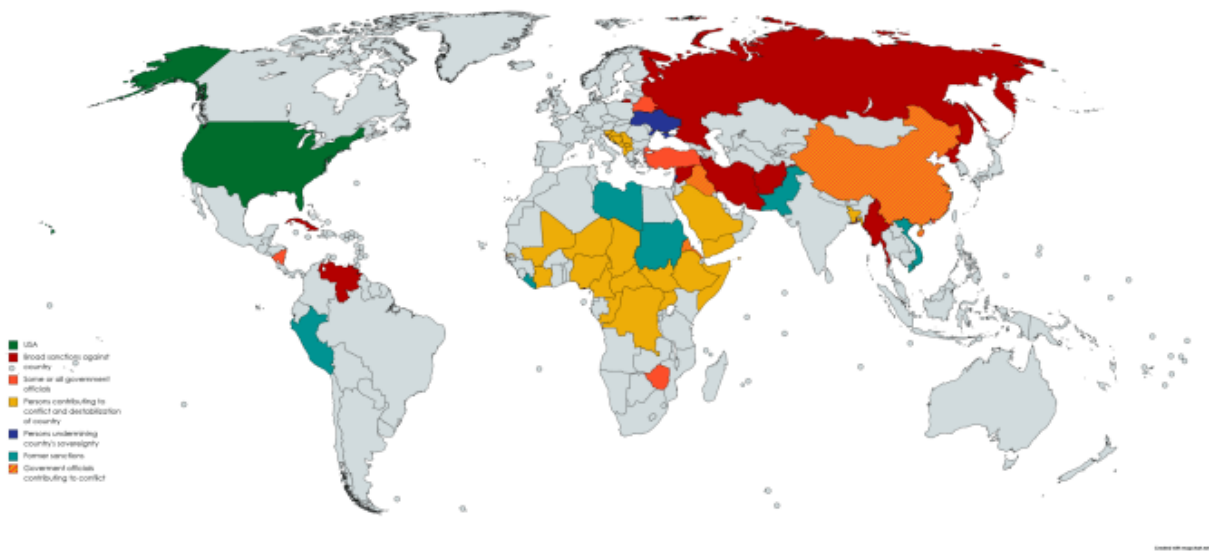 USA
Broad sanctions against
country
Some or all government
officials
Persons contributing to
conflict and destabilization
of country
Persons undermining
country's sovereignty
Former sanctions
Goverment officials
contributing to conflict